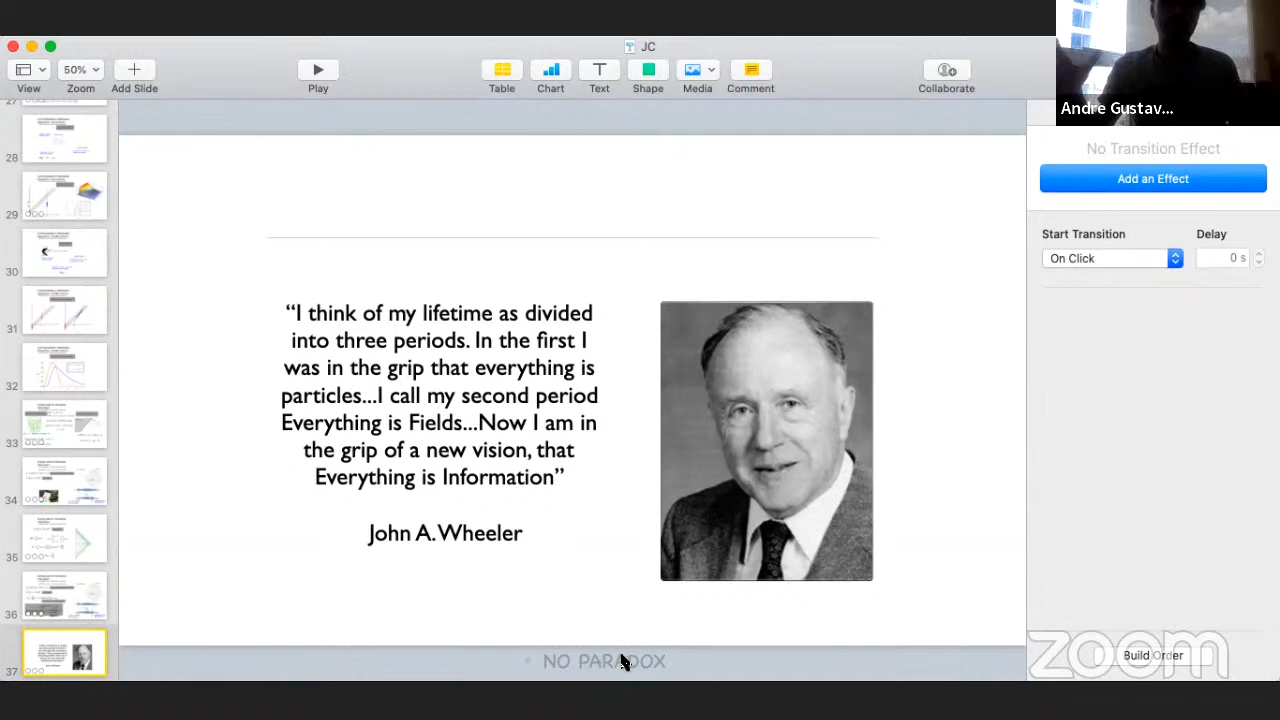 JC
50%
View
Zoom
Add Slide
Play
Table
Chart
Text
Shape
Media
Comment
Collaborate
Andre Gustav...
No Transition Effect
Add an Effect
Start Transition
Delay
On Click
0 s
27
28
29
30
31
32
33
34
35
36
37
“I think of my lifetime as divided
into three periods. In the first I
was in the grip that everything is
particles...I call my second period
Everything is Fields...Now I am in
the grip of a new vision, that
Everything is Information”
John A. Wheeler
NO PARADOX
Build Order
zoom